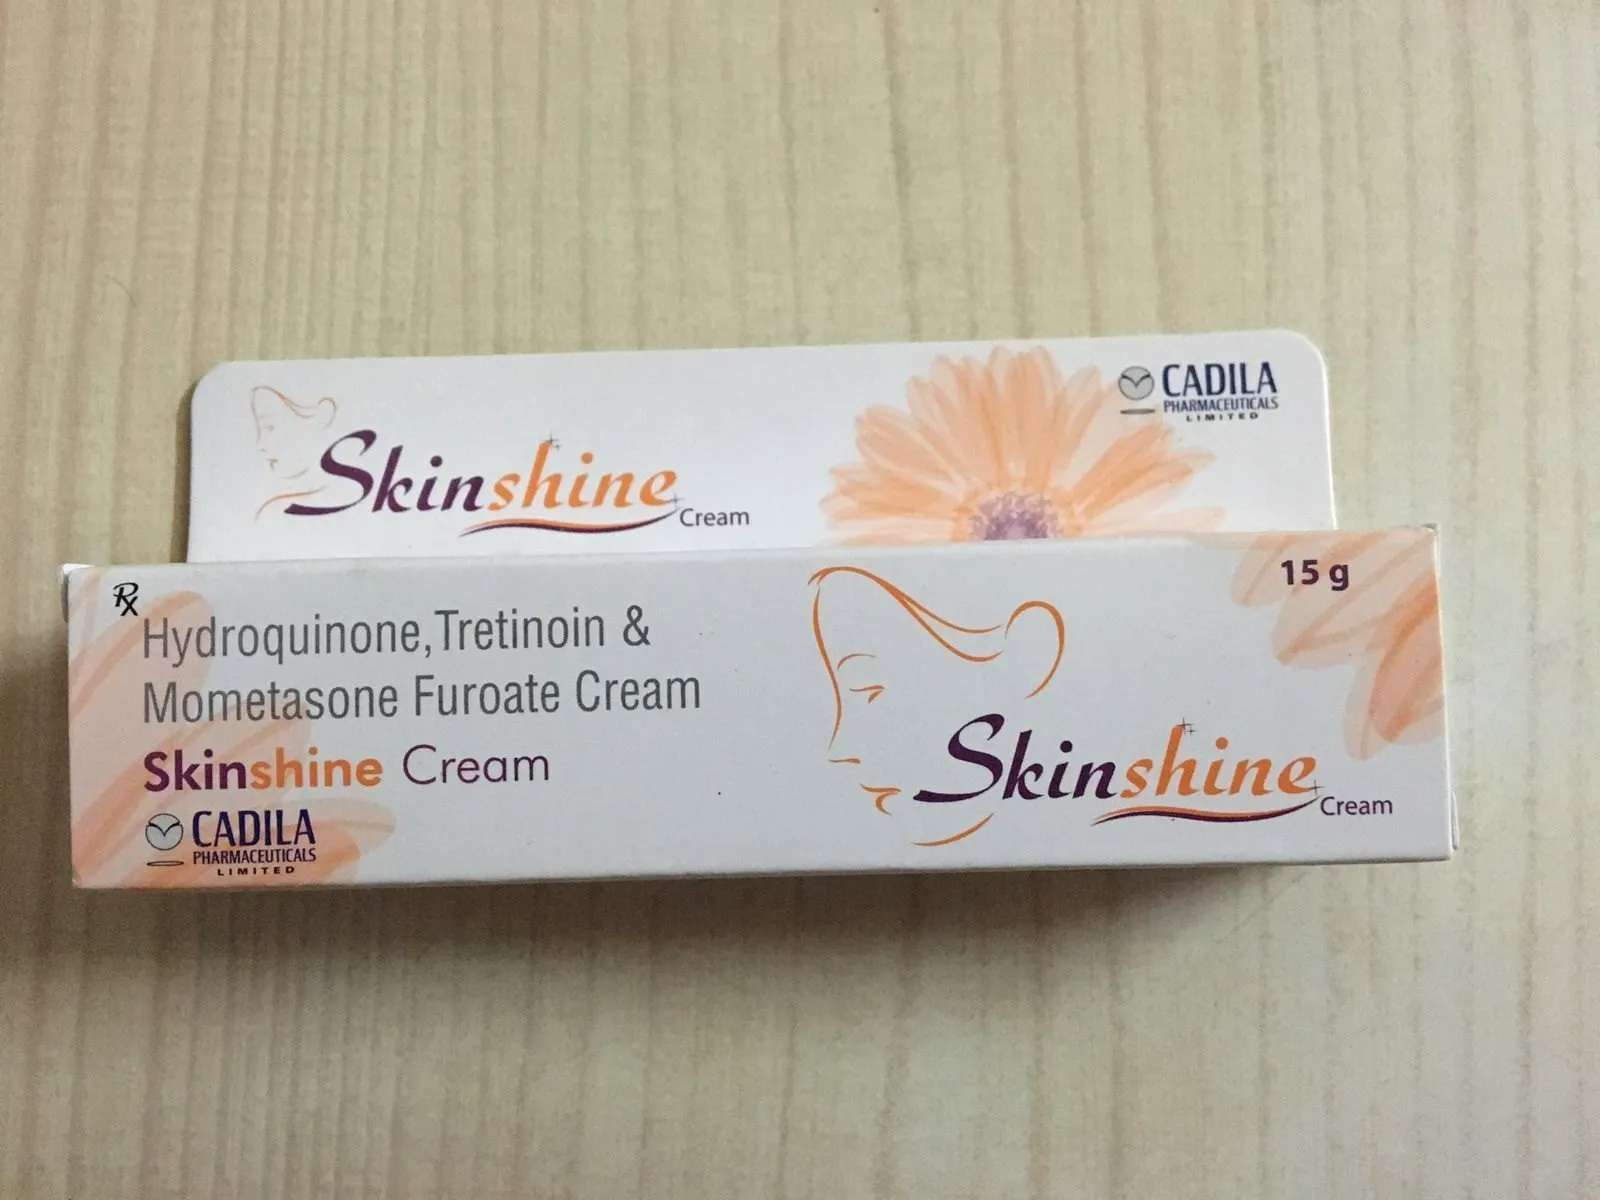 Skinshine
Cream
CADILA
PHARMACEUTICALS
LIMITED
Rx
Hydroquinone, Tretinoin &
Mometasone Furoate Cream
Skinshine Cream
CADILA
PHARMACEUTICALS
LIMITED
15 g
Skinshine
Cream